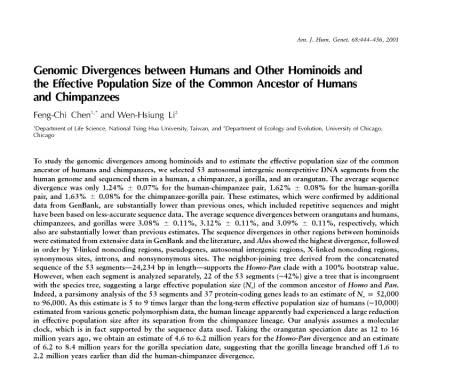 Am. J. Hum. Genet. 68:444–456, 2001
Genomic Divergences between Humans and Other Hominoids and
the Effective Population Size of the Common Ancestor of Humans
and Chimpanzees
Feng-Chi Chen1,* and Wen-Hsiung Li2
1Department of Life Science, National Tsing Hua University, Taiwan, and 2Department of Ecology and Evolution, University of Chicago,
Chicago
To study the genomic divergences among hominoids and to estimate the effective population size of the common
ancestor of humans and chimpanzees, we selected 53 autosomal intergenic nonrepetitive DNA segments from the
human genome and sequenced them in a human, a chimpanzee, a gorilla, and an orangutan. The average sequence
divergence was only 1.24% ± 0.07% for the human-chimpanzee pair, 1.62% ± 0.08% for the human-gorilla
pair, and 1.63% ± 0.08% for the chimpanzee-gorilla pair. These estimates, which were confirmed by additional
data from GenBank, are substantially lower than previous ones, which included repetitive sequences and might
have been based on less-accurate sequence data. The average sequence divergences between orangutans and humans,
chimpanzees, and gorillas were 3.08% ± 0.11%, 3.12% ± 0.11%, and 3.09% ± 0.11%, respectively, which
also are substantially lower than previous estimates. The sequence divergences in other regions between hominoids
were estimated from extensive data in GenBank and the literature, and Alus showed the highest divergence, followed
in order by Y-linked noncoding regions, pseudogenes, autosomal intergenic regions, X-linked noncoding regions,
synonymous sites, introns, and nonsynonymous sites. The neighbor-joining tree derived from the concatenated
sequence of the 53 segments—24,234 bp in length—supports the Homo-Pan clade with a 100% bootstrap value.
However, when each segment is analyzed separately, 22 of the 53 segments (~42%) give a tree that is incongruent
with the species tree, suggesting a large effective population size (Ne) of the common ancestor of Homo and Pan.
Indeed, a parsimony analysis of the 53 segments and 37 protein-coding genes leads to an estimate of Ne = 52,000
to 96,000. As this estimate is 5 to 9 times larger than the long-term effective population size of humans (~10,000)
estimated from various genetic polymorphism data, the human lineage apparently had experienced a large reduction
in effective population size after its separation from the chimpanzee lineage. Our analysis assumes a molecular
clock, which is in fact supported by the sequence data used. Taking the orangutan speciation date as 12 to 16
million years ago, we obtain an estimate of 4.6 to 6.2 million years for the Homo-Pan divergence and an estimate
of 6.2 to 8.4 million years for the gorilla speciation date, suggesting that the gorilla lineage branched off 1.6 to
2.2 million years earlier than did the human-chimpanzee divergence.